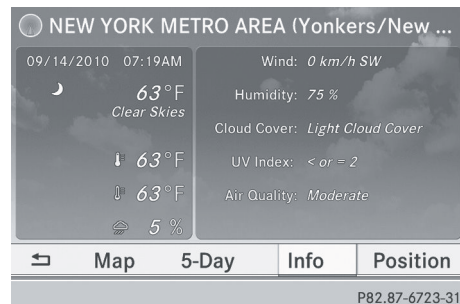 NEW YORK METRO AREA (Yonkers/New ...
09/14/2010 07:19AM
63°F
Clear Skies
63°F
63°F
5 %
Wind: 0 km/h SW
Humidity: 75 %
Cloud Cover: Light Cloud Cover
UV Index: < or = 2
Air Quality: Moderate
Map 5-Day Info Position
P82.87-6723-31